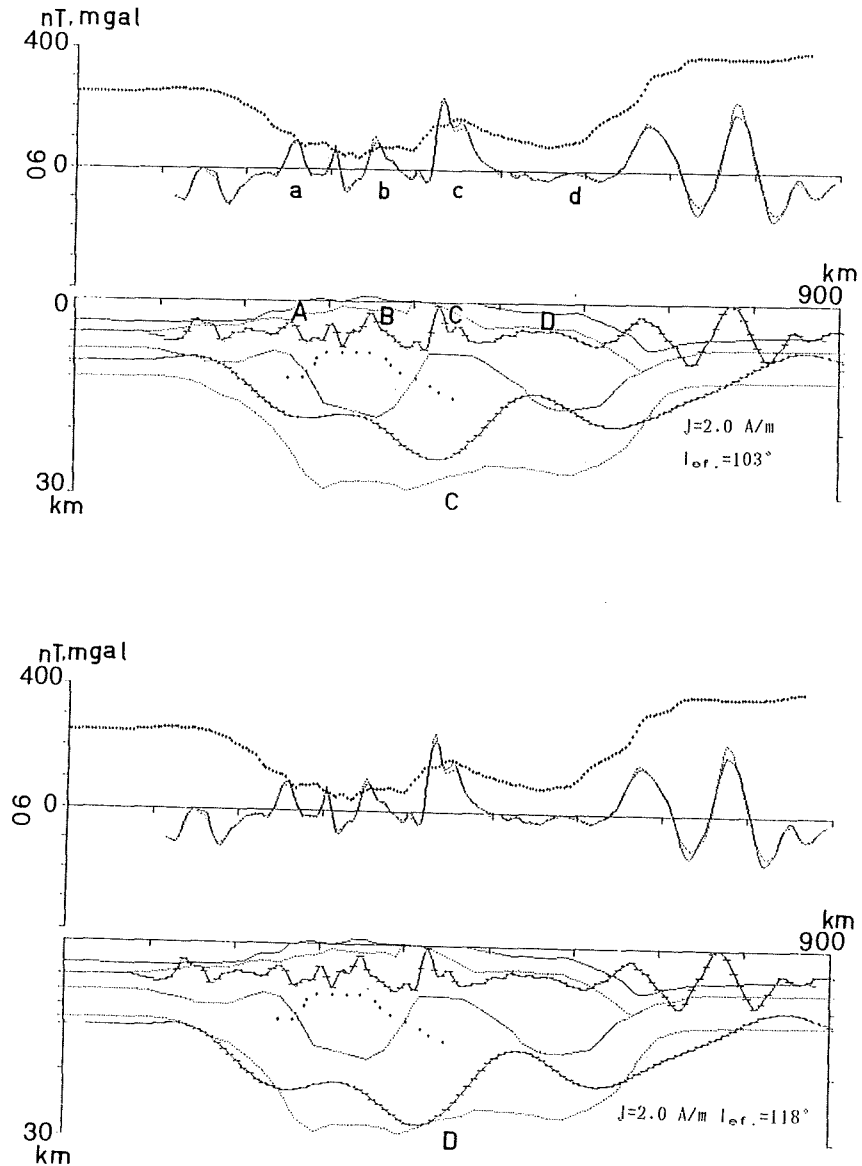 nT, mgal
400
0
06
a b c d
km
0
900
A B C D
J=2.0 A/m
Ief.=103°
30
km
C
nT,mgal
400
0
06
km
900
J=2.0 A/m Ief.=118°
30
km
D